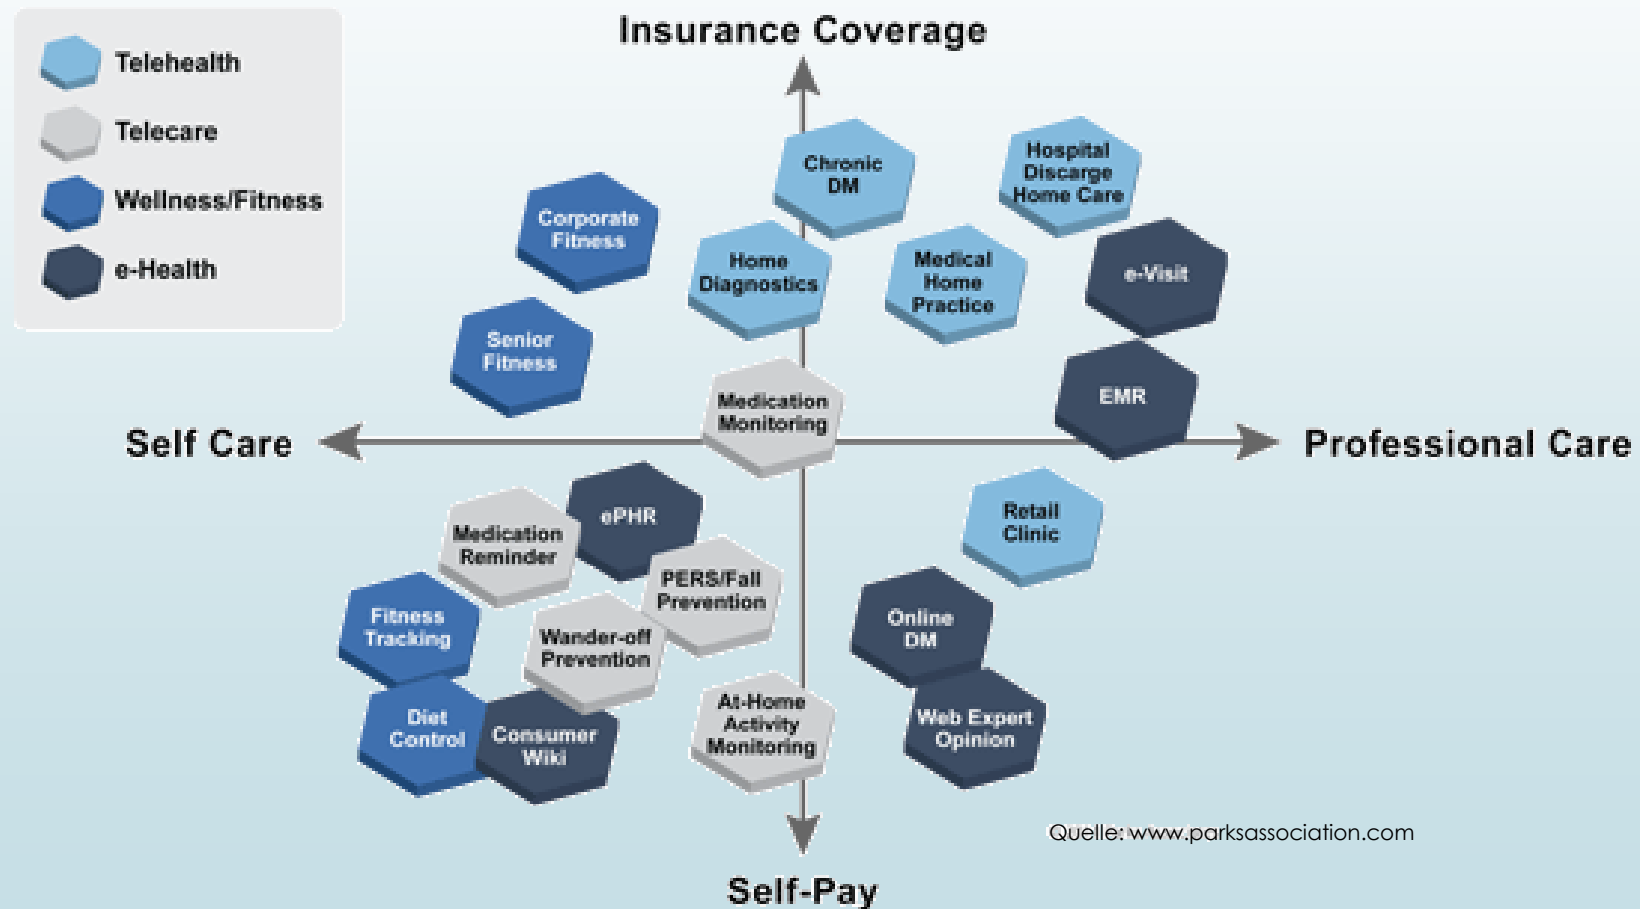 Insurance Coverage
Telehealth
Telecare
Wellness/Fitness
e-Health
Chronic
DM
Hospital
Discarge
Home Care
Corporate
Fitness
Home
Diagnostics
Medical
Home
Practice
e-Visit
Senior
Fitness
Medication
Monitoring
EMR
Self Care
Professional Care
ePHR
Retail
Clinic
Medication
Reminder
PERS/Fall
Prevention
Fitness
Tracking
Wander-off
Prevention
Online
DM
Diet
Control
Consumer
Wiki
At-Home
Activity
Monitoring
Web Expert
Opinion
Quelle: www.parksassociation.com
Self-Pay